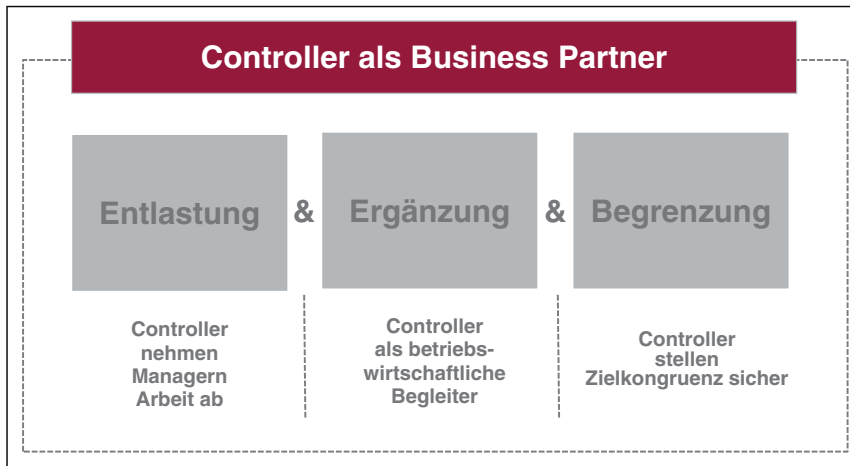 Controller als Business Partner
Entlastung & Ergänzung & Begrenzung
Controller
nehmen
Managern
Arbeit ab
Controller
als betriebs-
wirtschaftliche
Begleiter
Controller
stellen
Zielkongruenz sicher